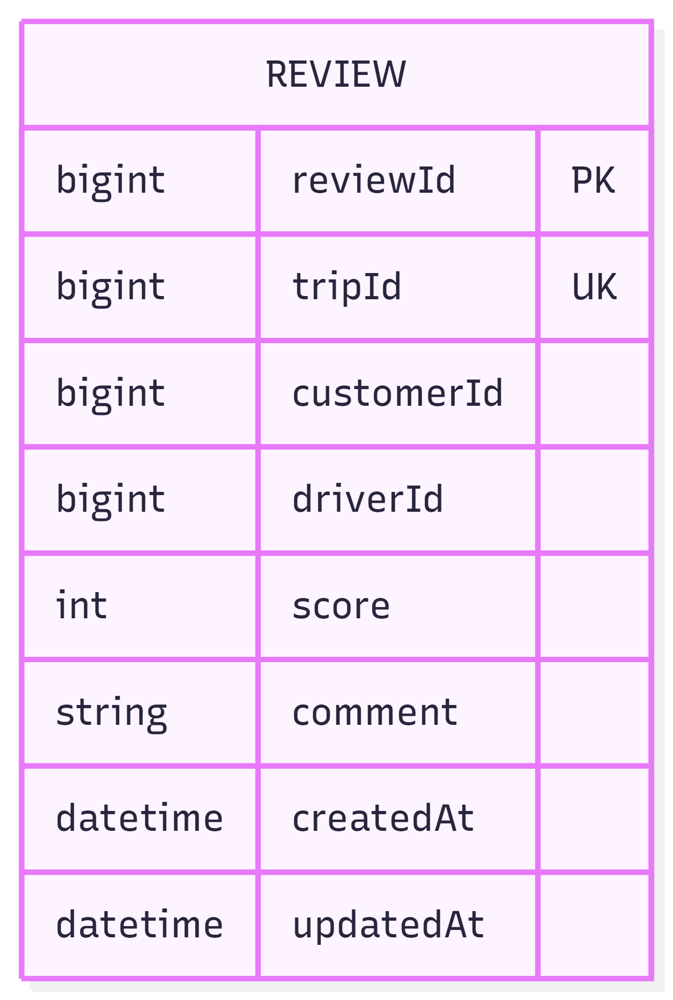 REVIEW
bigint reviewId PK
bigint tripId UK
bigint customerId
bigint driverId
int score
string comment
datetime createdAt
datetime updatedAt